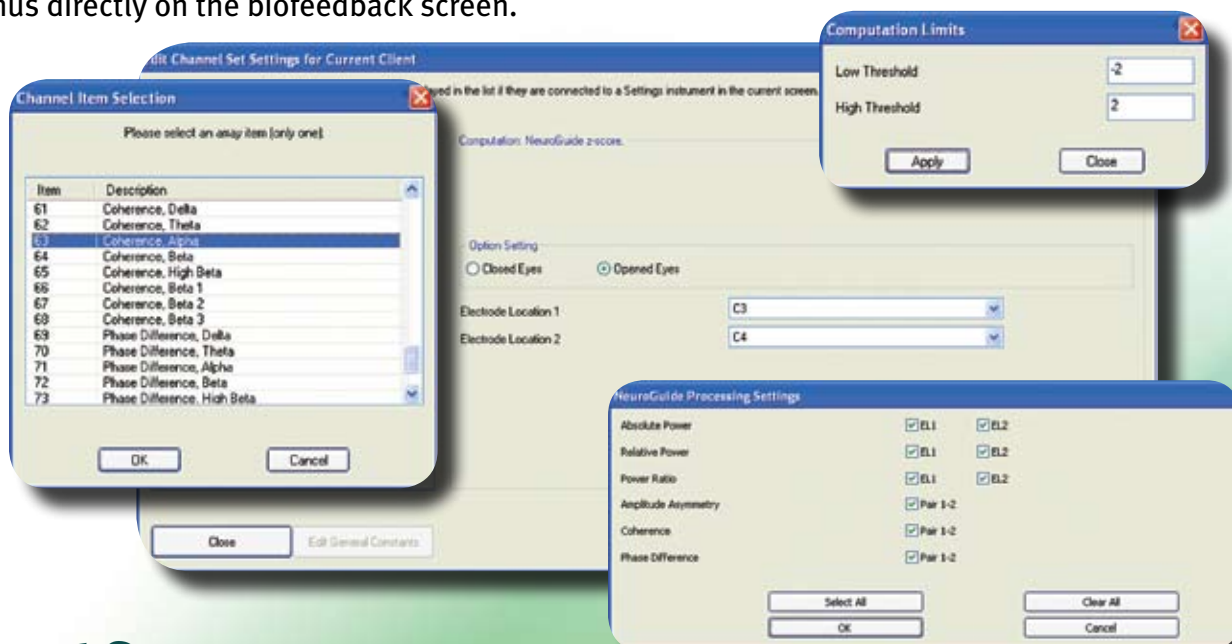 nus directly on the biofeedback screen.
Edit Channel Set Settings for Current Client
played in the list if they are connected to a Settings instrument in the current screen.
Computation: NeuroGuide z-score.
Option Setting
Closed Eyes Opened Eyes
Electrode Location 1 C3
Electrode Location 2 C4
Close Edit General Constants
Channel Item Selection
Please select an array item (only one).
Item Description
61 Coherence, Delta
62 Coherence, Theta
63 Coherence, Alpha
64 Coherence, Beta
65 Coherence, High Beta
66 Coherence, Beta 1
67 Coherence, Beta 2
68 Coherence, Beta 3
69 Phase Difference, Delta
70 Phase Difference, Theta
71 Phase Difference, Alpha
72 Phase Difference, Beta
73 Phase Difference, High Beta
OK Cancel
Computation Limits
Low Threshold -2
High Threshold 2
Apply Close
NeuroGuide Processing Settings
Absolute Power EL1 EL2
Relative Power EL1 EL2
Power Ratio EL1 EL2
Amplitude Asymmetry Pair 1-2
Coherence Pair 1-2
Phase Difference Pair 1-2
Select All Clear All
OK Cancel